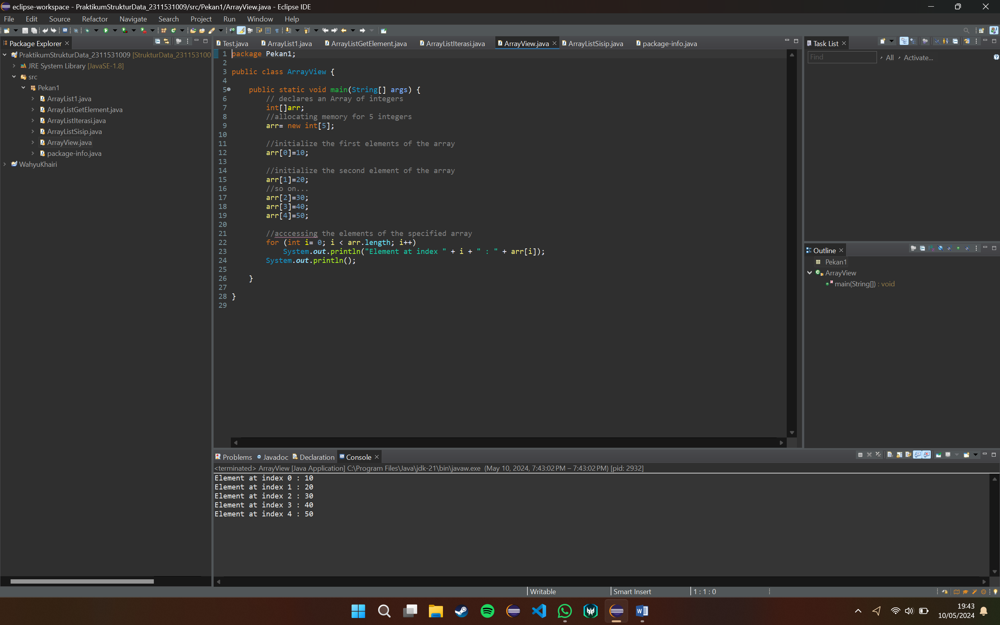 eclipse-workspace - PraktikumStrukturData_2311531009/src/Pekan1/ArrayView.java - Eclipse IDE
File Edit Source Refactor Navigate Search Project Run Window Help
Package Explorer
PraktikumStrukturData_2311531009 [StrukturData_231153100
JRE System Library [JavaSE-1.8]
src
Pekan1
ArrayList1.java
ArrayListGetElement.java
ArrayListIterasi.java
ArrayListSisip.java
ArrayView.java
package-info.java
WahyuKhairi
Test.java ArrayList1.java ArrayListGetElement.java ArrayListIterasi.java ArrayView.java ArrayListSisip.java package-info.java
1 package Pekan1;
2
3 public class ArrayView {
4
5 public static void main(String[] args) {
6 // declares an Array of integers
7 int[]arr;
8 //allocating memory for 5 integers
9 arr= new int[5];
10
11 //initialize the first elements of the array
12 arr[0]=10;
13
14 //initialize the second element of the array
15 arr[1]=20;
16 //so on...
17 arr[2]=30;
18 arr[3]=40;
19 arr[4]=50;
20
21 //acccessing the elements of the specified array
22 for (int i= 0; i < arr.length; i++)
23 System.out.println("Element at index " + i + " : " + arr[i]);
24 System.out.println();
25
26 }
27
28 }
29
Task List
Find All Activate...
Outline
Pekan1
ArrayView
main(String[]) : void
Problems Javadoc Declaration Console
<terminated> ArrayView [Java Application] C:\Program Files\Java\jdk-21\bin\javaw.exe (May 10, 2024, 7:43:02 PM – 7:43:02 PM) [pid: 2932]
Element at index 0 : 10
Element at index 1 : 20
Element at index 2 : 30
Element at index 3 : 40
Element at index 4 : 50
Writable Smart Insert 1 : 1 : 0
19:43
10/05/2024